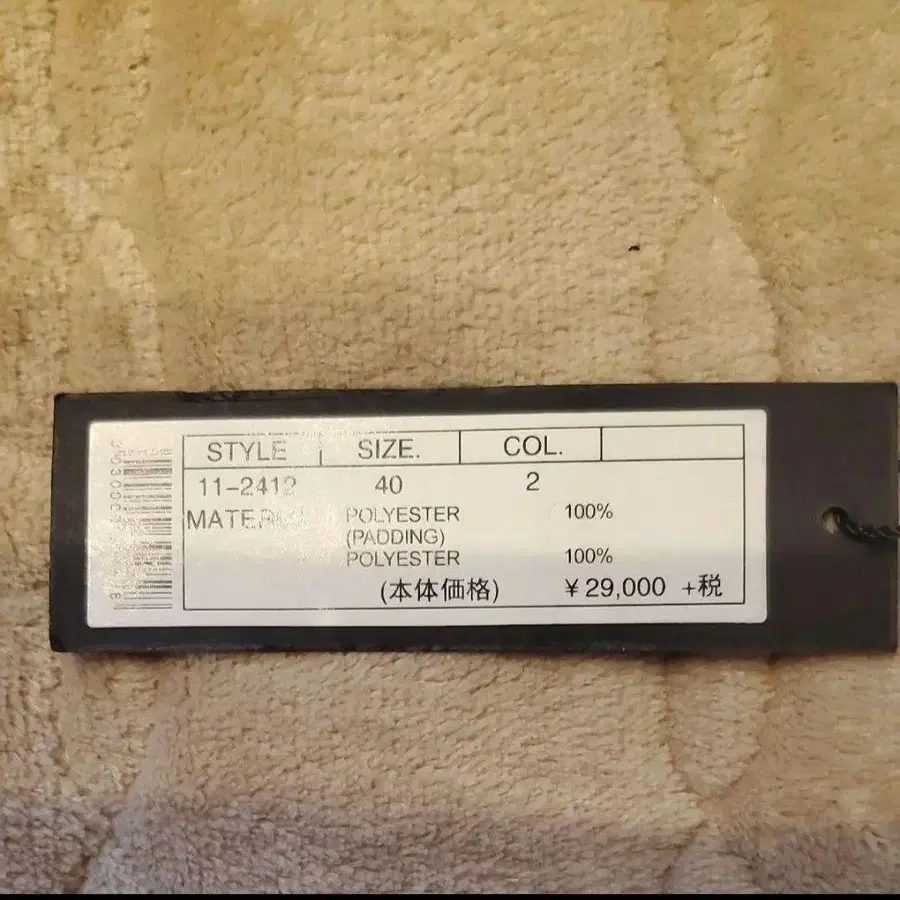 STYLE SIZE. COL.
11-2412 40 2
MATERIAL POLYESTER 100%
(PADDING)
POLYESTER 100%
(本体価格) ¥29,000 +税